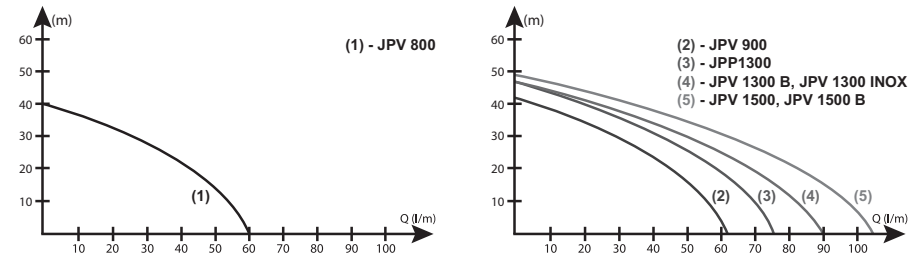 (m)
60
50
40
30
20
10
(1) - JPV 800
(1)
Q (l/m)
10 20 30 40 50 60 70 80 90 100
(m)
60
50
40
30
20
10
(2) - JPV 900
(3) - JPP1300
(4) - JPV 1300 B, JPV 1300 INOX
(5) - JPV 1500, JPV 1500 B
(2) (3) (4) (5)
Q (l/m)
10 20 30 40 50 60 70 80 90 100